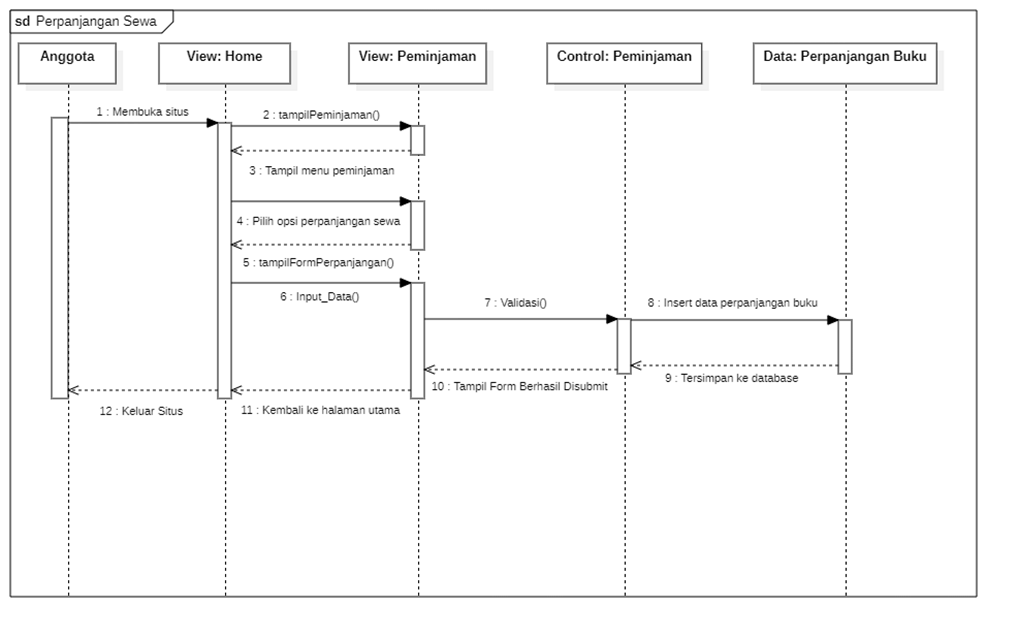 sd Perpanjangan Sewa
Anggota
View: Home
View: Peminjaman
Control: Peminjaman
Data: Perpanjangan Buku
1 : Membuka situs
2 : tampilPeminjaman()
3 : Tampil menu peminjaman
4 : Pilih opsi perpanjangan sewa
5 : tampilFormPerpanjangan()
6 : Input_Data()
7 : Validasi()
8 : Insert data perpanjangan buku
9 : Tersimpan ke database
10 : Tampil Form Berhasil Disubmit
11 : Kembali ke halaman utama
12 : Keluar Situs